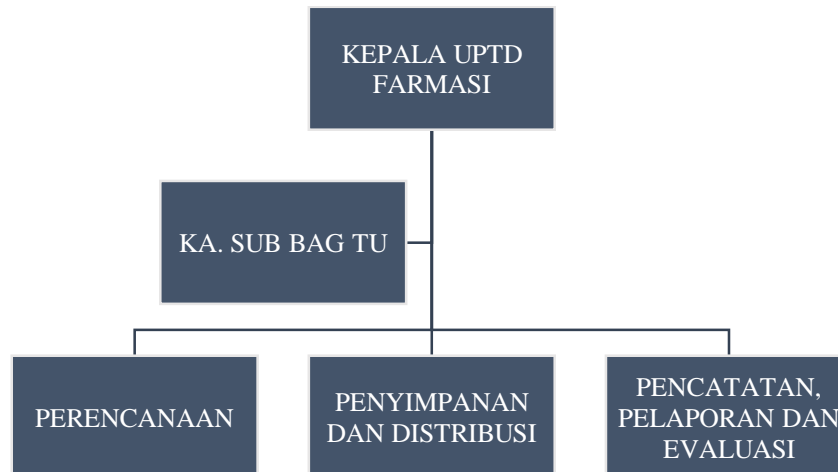 KEPALA UPTD
FARMASI
KA. SUB BAG TU
PERENCANAAN
PENYIMPANAN
DAN DISTRIBUSI
PENCATATAN,
PELAPORAN DAN
EVALUASI